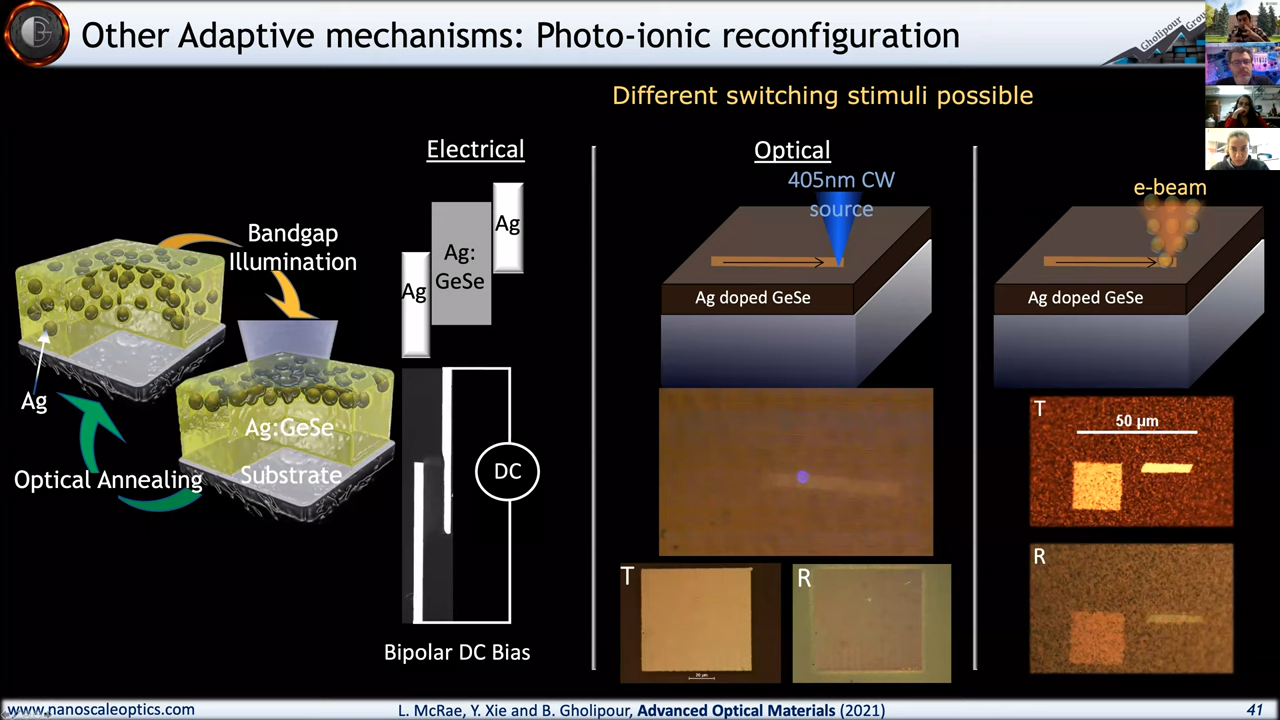 Other Adaptive mechanisms: Photo-ionic reconfiguration
Gholipour Grou
Different switching stimuli possible
Electrical
Optical
405nm CW
source
e-beam
Bandgap
Illumination
Ag
Ag:
GeSe
Ag
Ag doped GeSe
Ag doped GeSe
Ag
Ag:GeSe
Substrate
Optical Annealing
DC
Bipolar DC Bias
T
R
T
50 µm
R
www.nanoscaleoptics.com
L. McRae, Y. Xie and B. Gholipour, Advanced Optical Materials (2021)
41